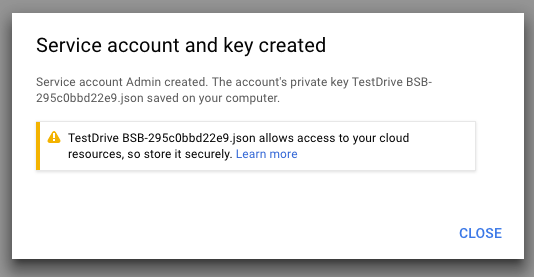 Service account and key created
Service account Admin created. The account's private key TestDrive BSB-
295c0bbd22e9.json saved on your computer.
TestDrive BSB-295c0bbd22e9.json allows access to your cloud
resources, so store it securely. Learn more
CLOSE